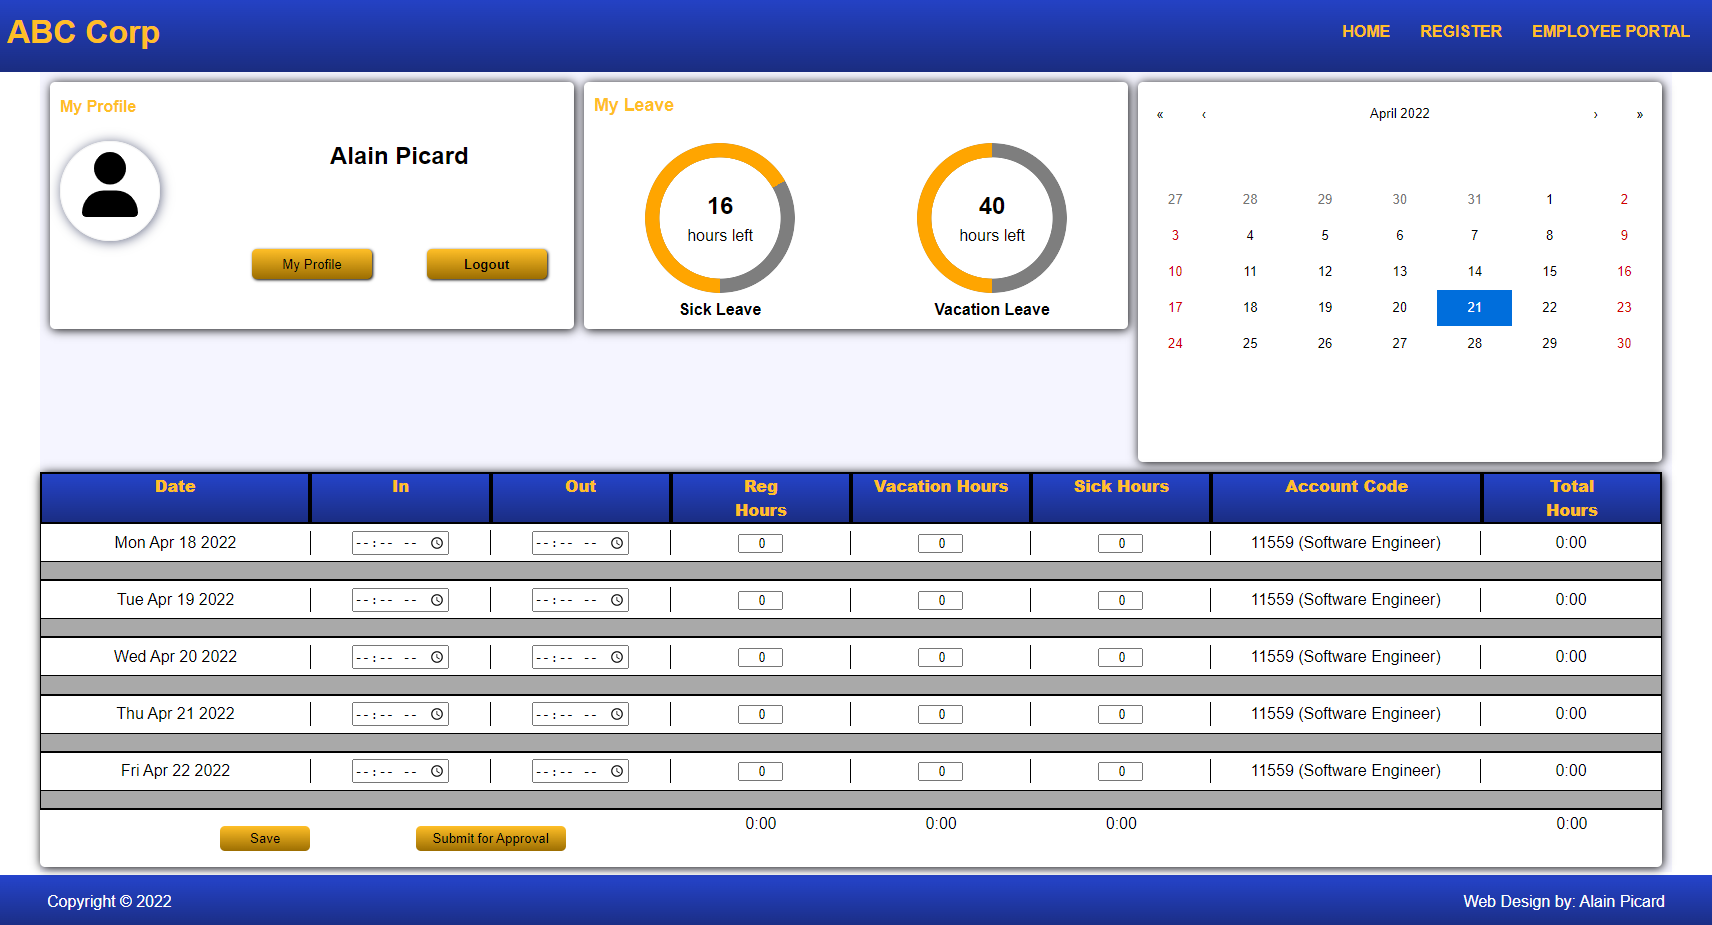 ABC Corp
HOME REGISTER EMPLOYEE PORTAL
My Profile
Alain Picard
My Profile Logout
My Leave
16
hours left
Sick Leave
40
hours left
Vacation Leave
« ‹ April 2022 › »
27 28 29 30 31 1 2
3 4 5 6 7 8 9
10 11 12 13 14 15 16
17 18 19 20 21 22 23
24 25 26 27 28 29 30
Date In Out Reg Hours Vacation Hours Sick Hours Account Code Total Hours
Mon Apr 18 2022 --:-- -- --:-- -- 0 0 0 11559 (Software Engineer) 0:00
Tue Apr 19 2022 --:-- -- --:-- -- 0 0 0 11559 (Software Engineer) 0:00
Wed Apr 20 2022 --:-- -- --:-- -- 0 0 0 11559 (Software Engineer) 0:00
Thu Apr 21 2022 --:-- -- --:-- -- 0 0 0 11559 (Software Engineer) 0:00
Fri Apr 22 2022 --:-- -- --:-- -- 0 0 0 11559 (Software Engineer) 0:00
Save Submit for Approval 0:00 0:00 0:00 0:00
Copyright © 2022 Web Design by: Alain Picard